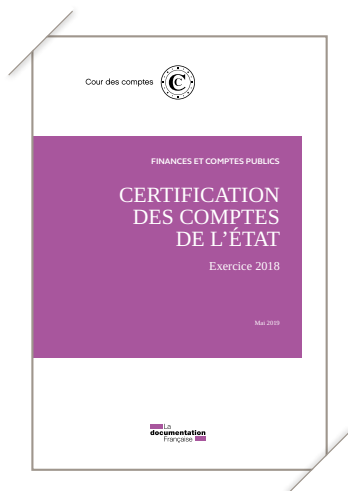 Cour des comptes
CC
FINANCES ET COMPTES PUBLICS
CERTIFICATION
DES COMPTES
DE L’ÉTAT
Exercice 2018
Mai 2019
La
documentation
Française